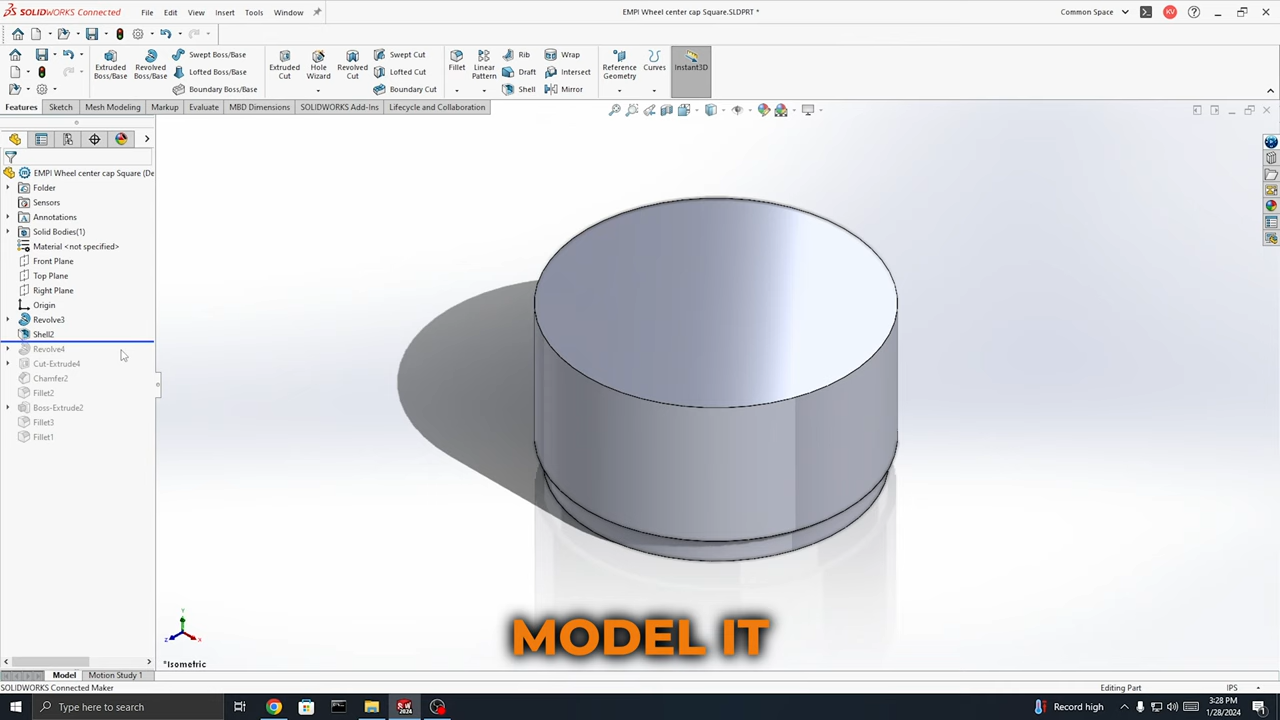 SOLIDWORKS Connected
File Edit View Insert Tools Window
EMPI Wheel center cap Square.SLDPRT *
Common Space
KV
Extruded Boss/Base
Revolved Boss/Base
Swept Boss/Base
Lofted Boss/Base
Boundary Boss/Base
Extruded Cut
Hole Wizard
Revolved Cut
Swept Cut
Lofted Cut
Boundary Cut
Fillet
Linear Pattern
Rib
Draft
Shell
Wrap
Intersect
Mirror
Reference Geometry
Curves
Instant3D
Features Sketch Mesh Modeling Markup Evaluate MBD Dimensions SOLIDWORKS Add-Ins Lifecycle and Collaboration
EMPI Wheel center cap Square (De
Folder
Sensors
Annotations
Solid Bodies(1)
Material <not specified>
Front Plane
Top Plane
Right Plane
Origin
Revolve3
Shell2
Revolve4
Cut-Extrude4
Chamfer2
Fillet2
Boss-Extrude2
Fillet3
Fillet1
MODEL IT
*Isometric
Model Motion Study 1
SOLIDWORKS Connected Maker
Editing Part
IPS
Type here to search
Record high
3:28 PM
1/28/2024